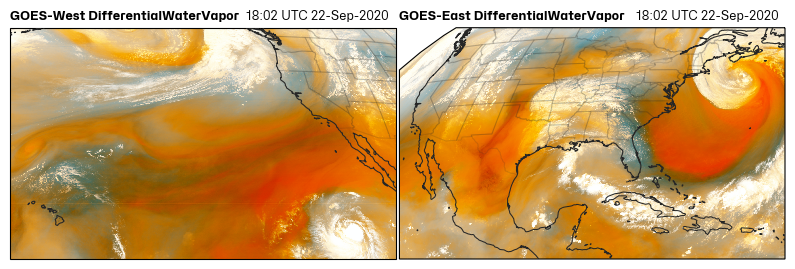 GOES-West DifferentialWaterVapor 18:02 UTC 22-Sep-2020
GOES-East DifferentialWaterVapor 18:02 UTC 22-Sep-2020